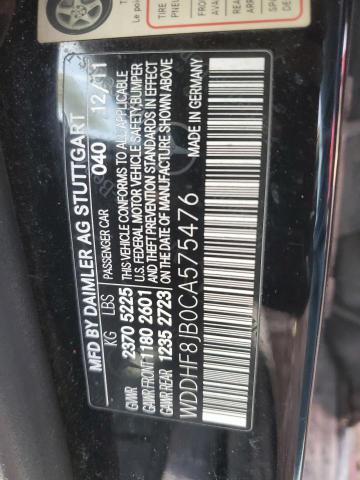 MFD BY DAIMLER AG STUTTGART
PASSENGER CAR 040 12/11
KG LBS
GVWR 2370 5225
GAWR FRONT 1180 2601
GAWR REAR 1235 2723
THIS VEHICLE CONFORMS TO ALL APPLICABLE
U.S. FEDERAL MOTOR VEHICLE SAFETY, BUMPER
AND THEFT PREVENTION STANDARDS IN EFFECT
ON THE DATE OF MANUFACTURE SHOWN ABOVE
WDDHF8JB0CA575476
MADE IN GERMANY
TIRE
Le